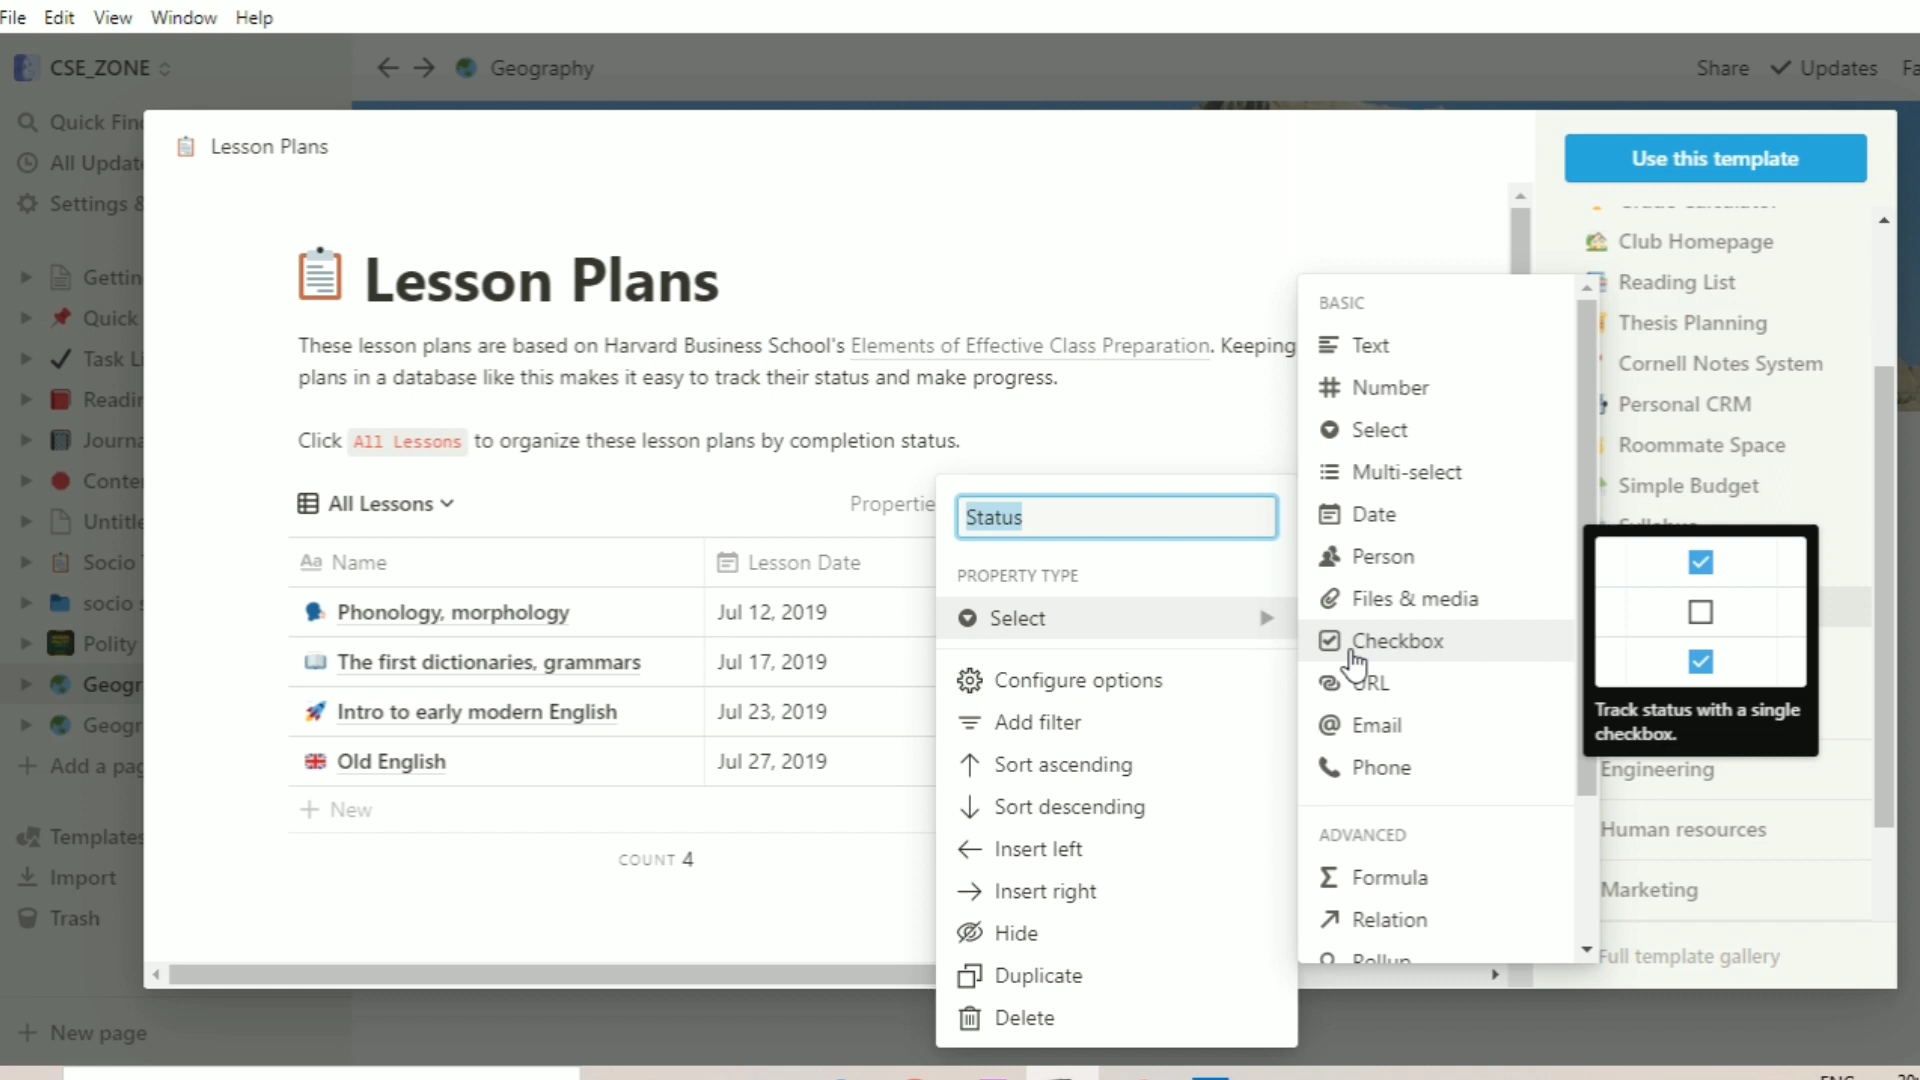 File Edit View Window Help
CSE_ZONE
Geography
Share
Updates
Quick
All
Settings
Lesson Plans
Use this template
Lesson Plans
These lesson plans are based on Harvard Business School's Elements of Effective Class Preparation. Keeping
plans in a database like this makes it easy to track their status and make progress.
Click All Lessons to organize these lesson plans by completion status.
All Lessons
Aa Name
Lesson Date
Phonology, morphology
Jul 12, 2019
The first dictionaries, grammars
Jul 17, 2019
Intro to early modern English
Jul 23, 2019
Old English
Jul 27, 2019
+ New
COUNT 4
Quick
Task
Socio
socio
Polity
+ Add a
Templates
Import
Trash
+ New page
Status
PROPERTY TYPE
Select
Configure options
Add filter
Sort ascending
Sort descending
Insert left
Insert right
Hide
Duplicate
Delete
BASIC
Text
Number
Select
Multi-select
Date
Person
Files & media
Checkbox
URL
Email
Phone
ADVANCED
Formula
Relation
Rollup
Club Homepage
Reading List
Thesis Planning
Cornell Notes System
Personal CRM
Roommate Space
Simple Budget
Track status with a single
checkbox.
Engineering
Human resources
Marketing
Full template gallery